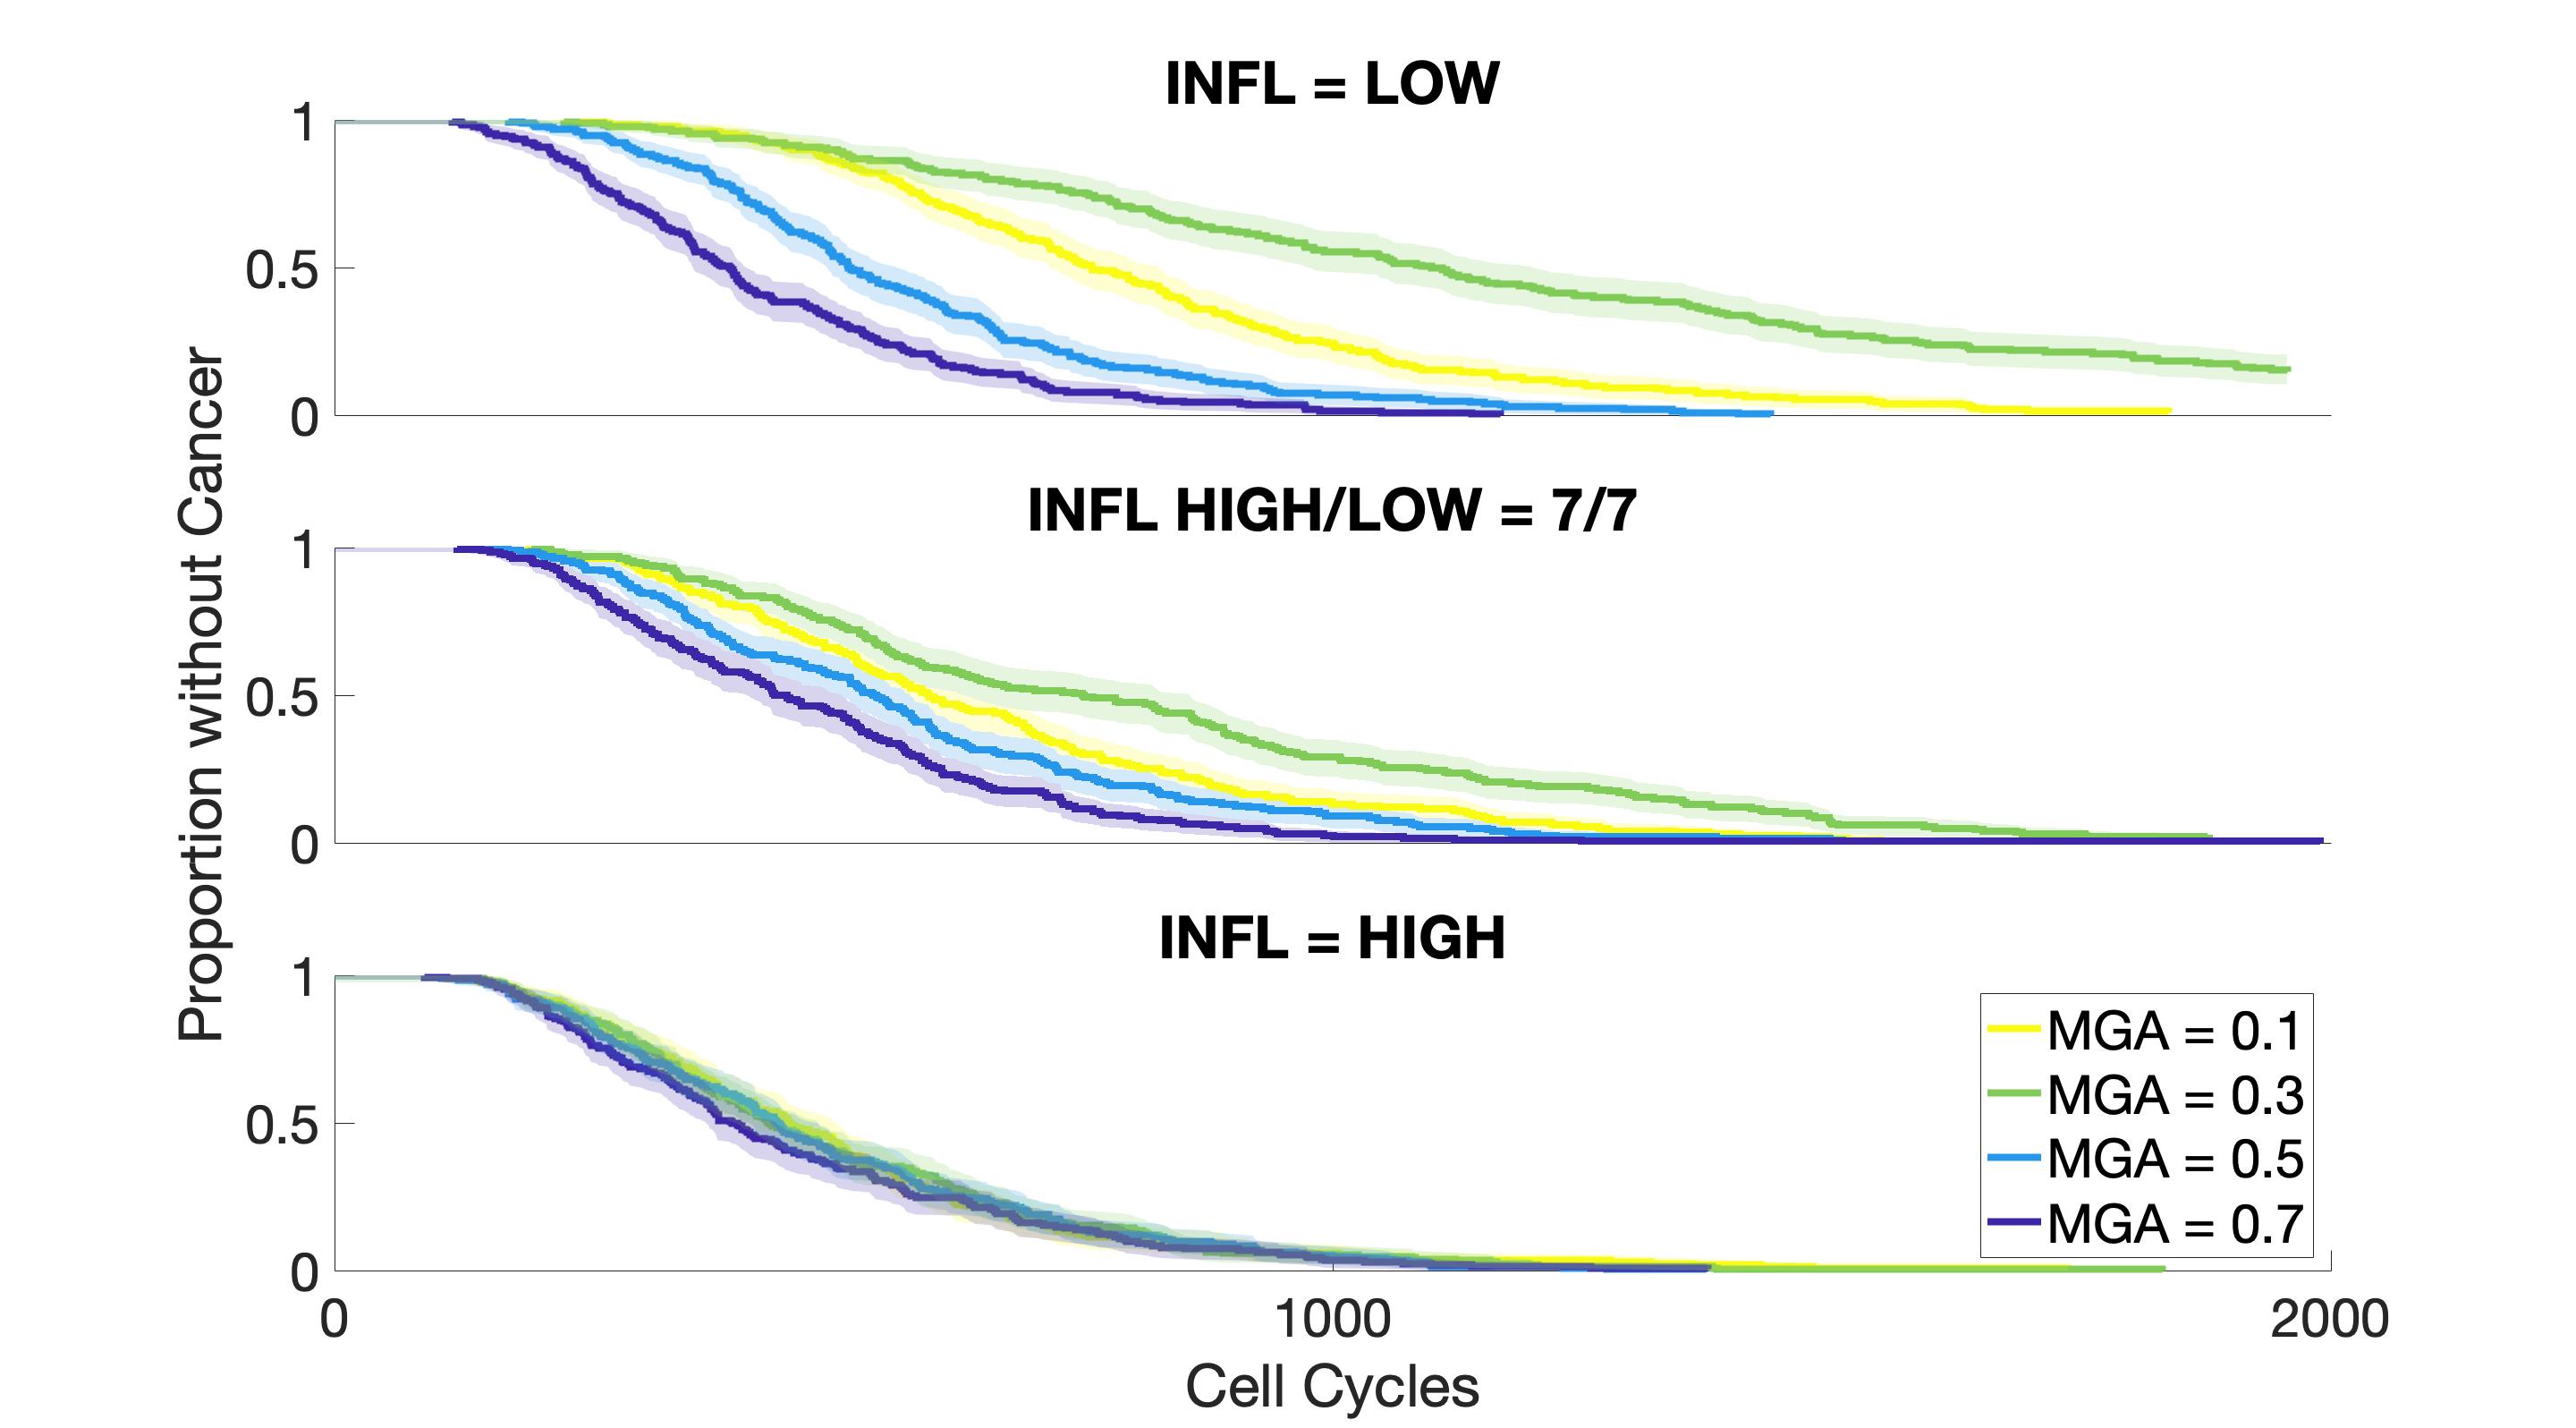 INFL = LOW
1
0.5
0
INFL HIGH/LOW = 7/7
1
0.5
0
Proportion without Cancer
INFL = HIGH
1
0.5
0
MGA = 0.1
MGA = 0.3
MGA = 0.5
MGA = 0.7
0 1000 2000
Cell Cycles